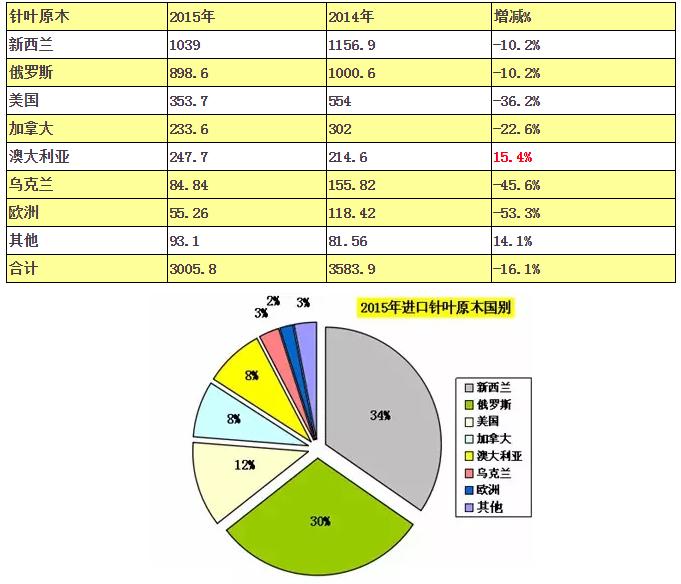 针叶原木 2015年 2014年 增减%
新西兰 1039 1156.9 -10.2%
俄罗斯 898.6 1000.6 -10.2%
美国 353.7 554 -36.2%
加拿大 233.6 302 -22.6%
澳大利亚 247.7 214.6 15.4%
乌克兰 84.84 155.82 -45.6%
欧洲 55.26 118.42 -53.3%
其他 93.1 81.56 14.1%
合计 3005.8 3583.9 -16.1%
2015年进口针叶原木国别
2% 3%
3%
8%
8%
12%
34%
30%
新西兰
俄罗斯
美国
加拿大
澳大利亚
乌克兰
欧洲
其他